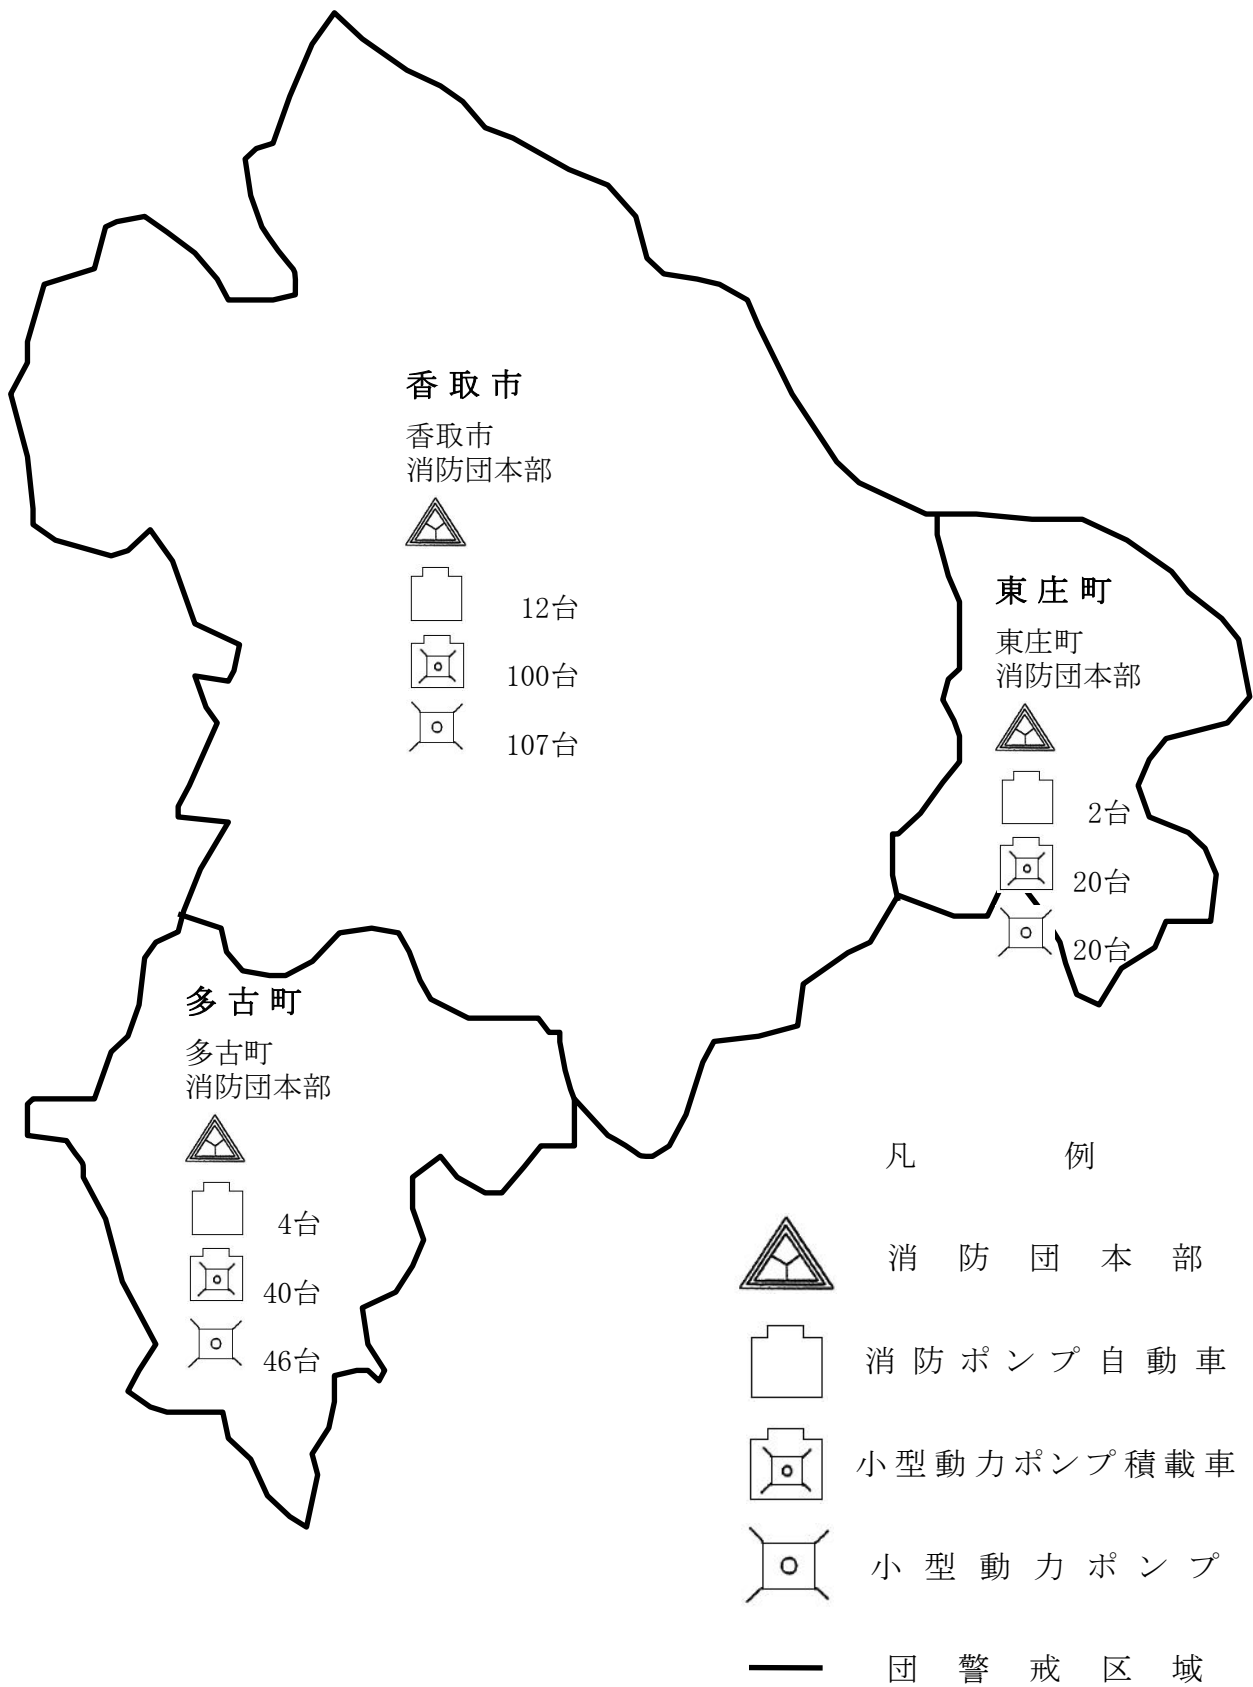 香取市
香取市
消防団本部
12台
100台
107台
東庄町
東庄町
消防団本部
2台
20台
20台
多古町
多古町
消防団本部
4台
40台
46台
凡 例
消防団本部
消防ポンプ自動車
小型動力ポンプ積載車
小型動力ポンプ
団警戒区域